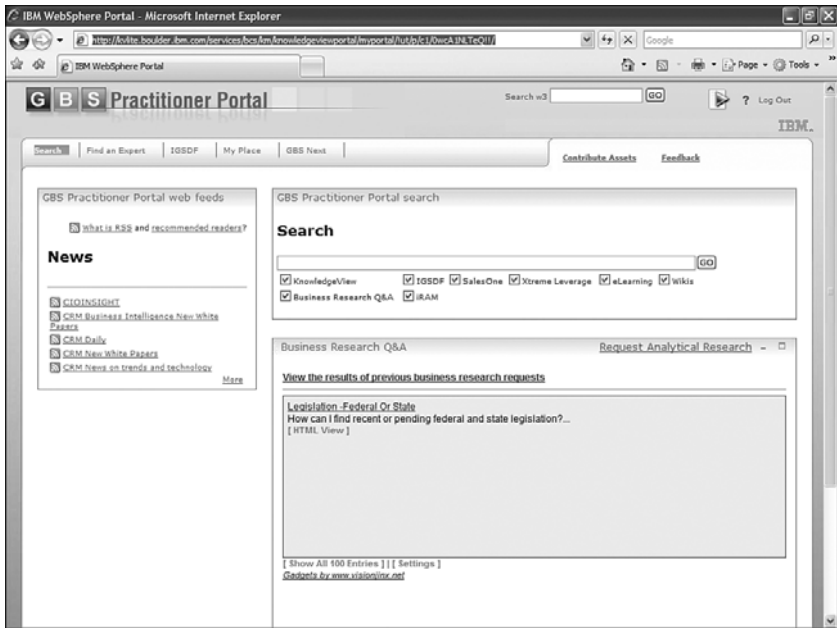 IBM WebSphere Portal - Microsoft Internet Explorer
Google
IBM WebSphere Portal
Page
Tools
GBS Practitioner Portal
Search w3
GO
? Log Out
IBM.
Search
Find an Expert
IGSDF
My Place
GBS Next
Contribute Assets
Feedback
GBS Practitioner Portal web feeds
What is RSS and recommended readers?
News
CIOINSIGHT
CRM Business Intelligence New White
Papers
CRM Daily
CRM New White Papers
CRM News on trends and technology
More
GBS Practitioner Portal search
Search
GO
KnowledgeView IGSDF SalesOne Xtreme Leverage eLearning Wikis
Business Research Q&A iRAM
Business Research Q&A
Request Analytical Research
View the results of previous business research requests
Legislation -Federal Or State
How can I find recent or pending federal and state legislation?...
[ HTML View ]
[ Show All 100 Entries ] | [ Settings ]
Gadgets by www.visionjinx.net